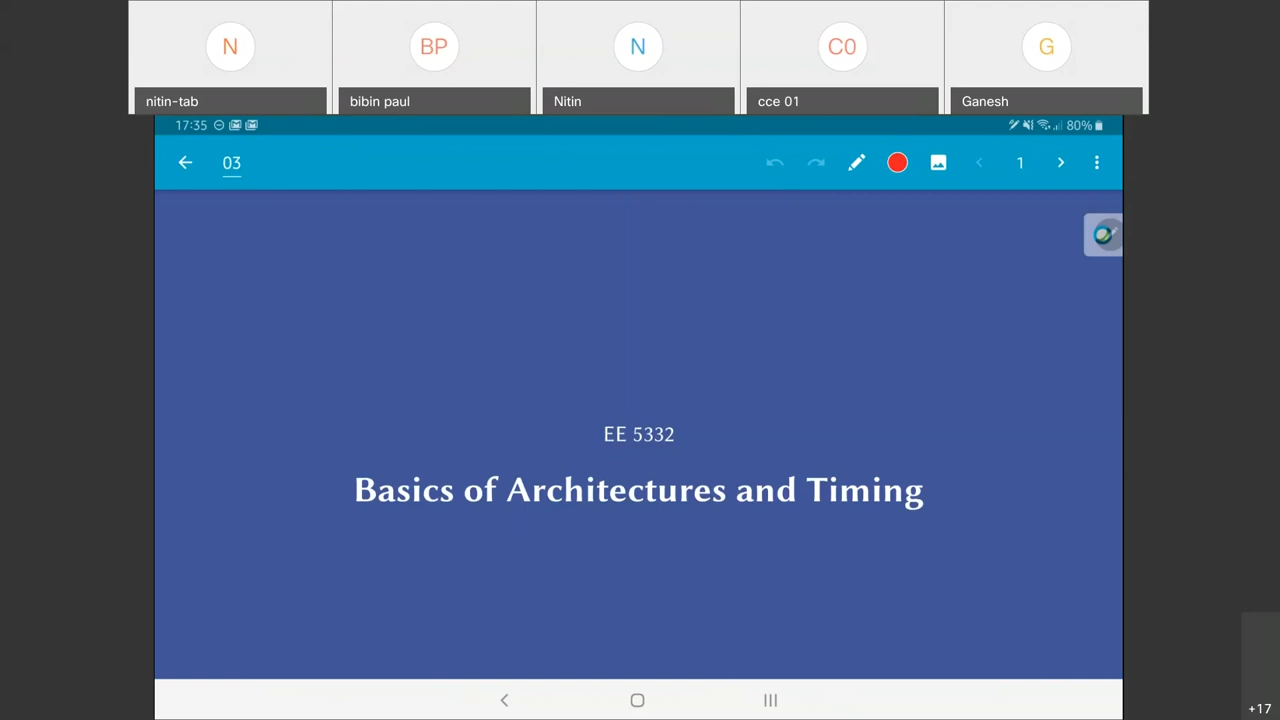 N
BP
N
C0
G
nitin-tab
bibin paul
Nitin
cce 01
Ganesh
17:35
80%
03
1
EE 5332
Basics of Architectures and Timing
+17